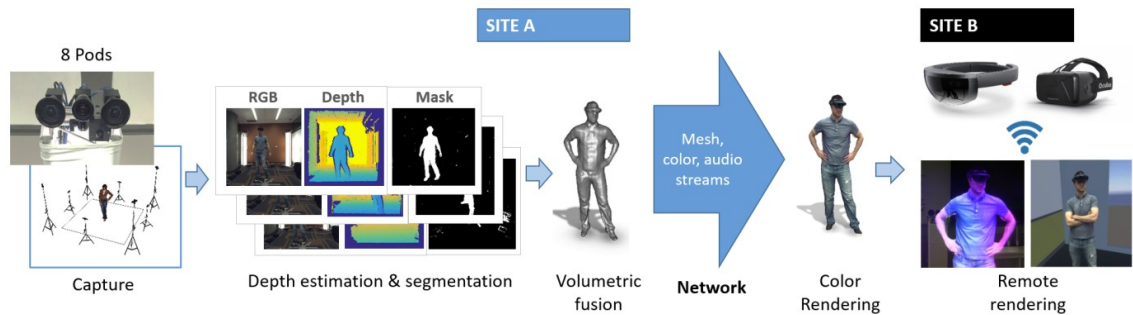 SITE A
SITE B
8 Pods
RGB
Depth
Mask
Mesh,
color, audio
streams
oculus
Capture
Depth estimation & segmentation
Volumetric
fusion
Network
Color
Rendering
Remote
rendering